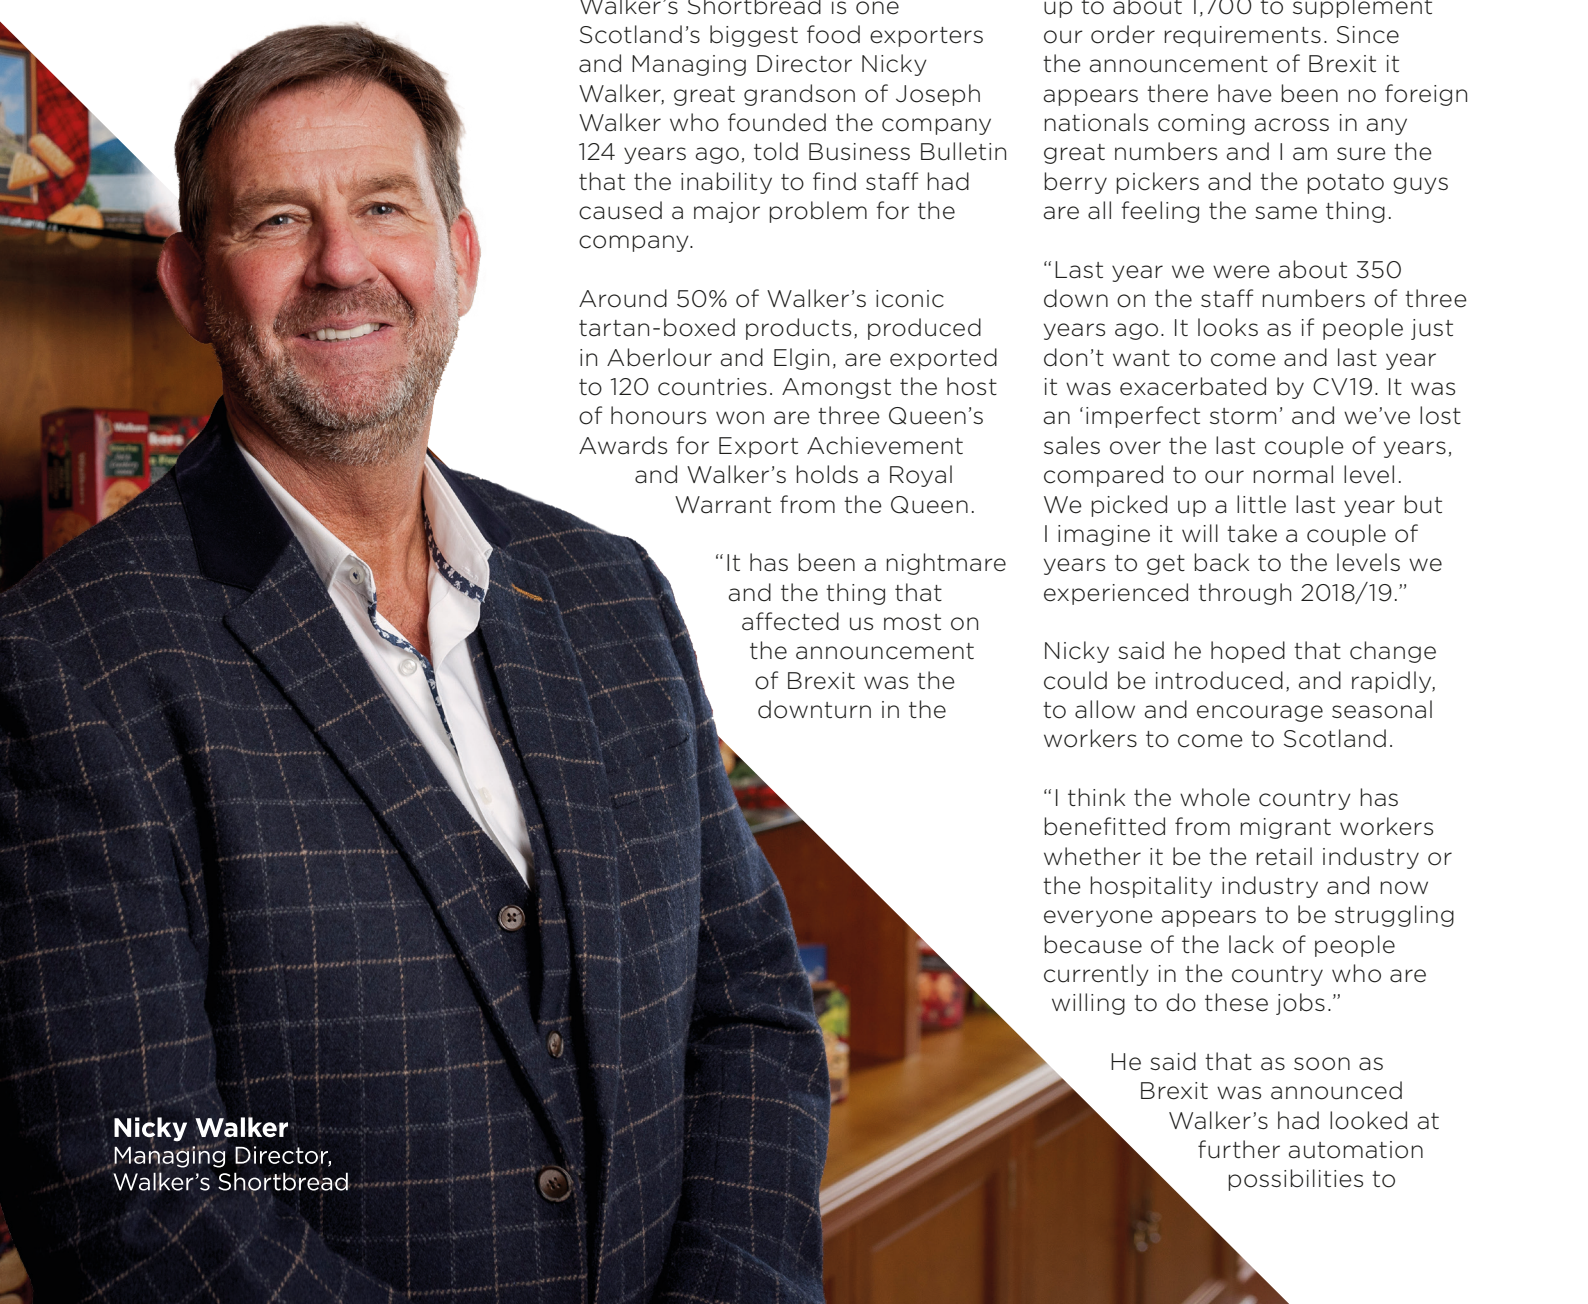 Walker's Shortbread is one
Scotland's biggest food exporters
and Managing Director Nicky
Walker, great grandson of Joseph
Walker who founded the company
124 years ago, told Business Bulletin
that the inability to find staff had
caused a major problem for the
company.
Around 50% of Walker's iconic
tartan-boxed products, produced
in Aberlour and Elgin, are exported
to 120 countries. Amongst the host
of honours won are three Queen's
Awards for Export Achievement
and Walker's holds a Royal
Warrant from the Queen.
“It has been a nightmare
and the thing that
affected us most on
the announcement
of Brexit was the
downturn in the
up to about 1,700 to supplement
our order requirements. Since
the announcement of Brexit it
appears there have been no foreign
nationals coming across in any
great numbers and I am sure the
berry pickers and the potato guys
are all feeling the same thing.
“Last year we were about 350
down on the staff numbers of three
years ago. It looks as if people just
don't want to come and last year
it was exacerbated by CV19. It was
an ‘imperfect storm’ and we've lost
sales over the last couple of years,
compared to our normal level.
We picked up a little last year but
I imagine it will take a couple of
years to get back to the levels we
experienced through 2018/19.”
Nicky said he hoped that change
could be introduced, and rapidly,
to allow and encourage seasonal
workers to come to Scotland.
“I think the whole country has
benefitted from migrant workers
whether it be the retail industry or
the hospitality industry and now
everyone appears to be struggling
because of the lack of people
currently in the country who are
willing to do these jobs.”
He said that as soon as
Brexit was announced
Walker's had looked at
further automation
possibilities to
Nicky Walker
Managing Director,
Walker's Shortbread